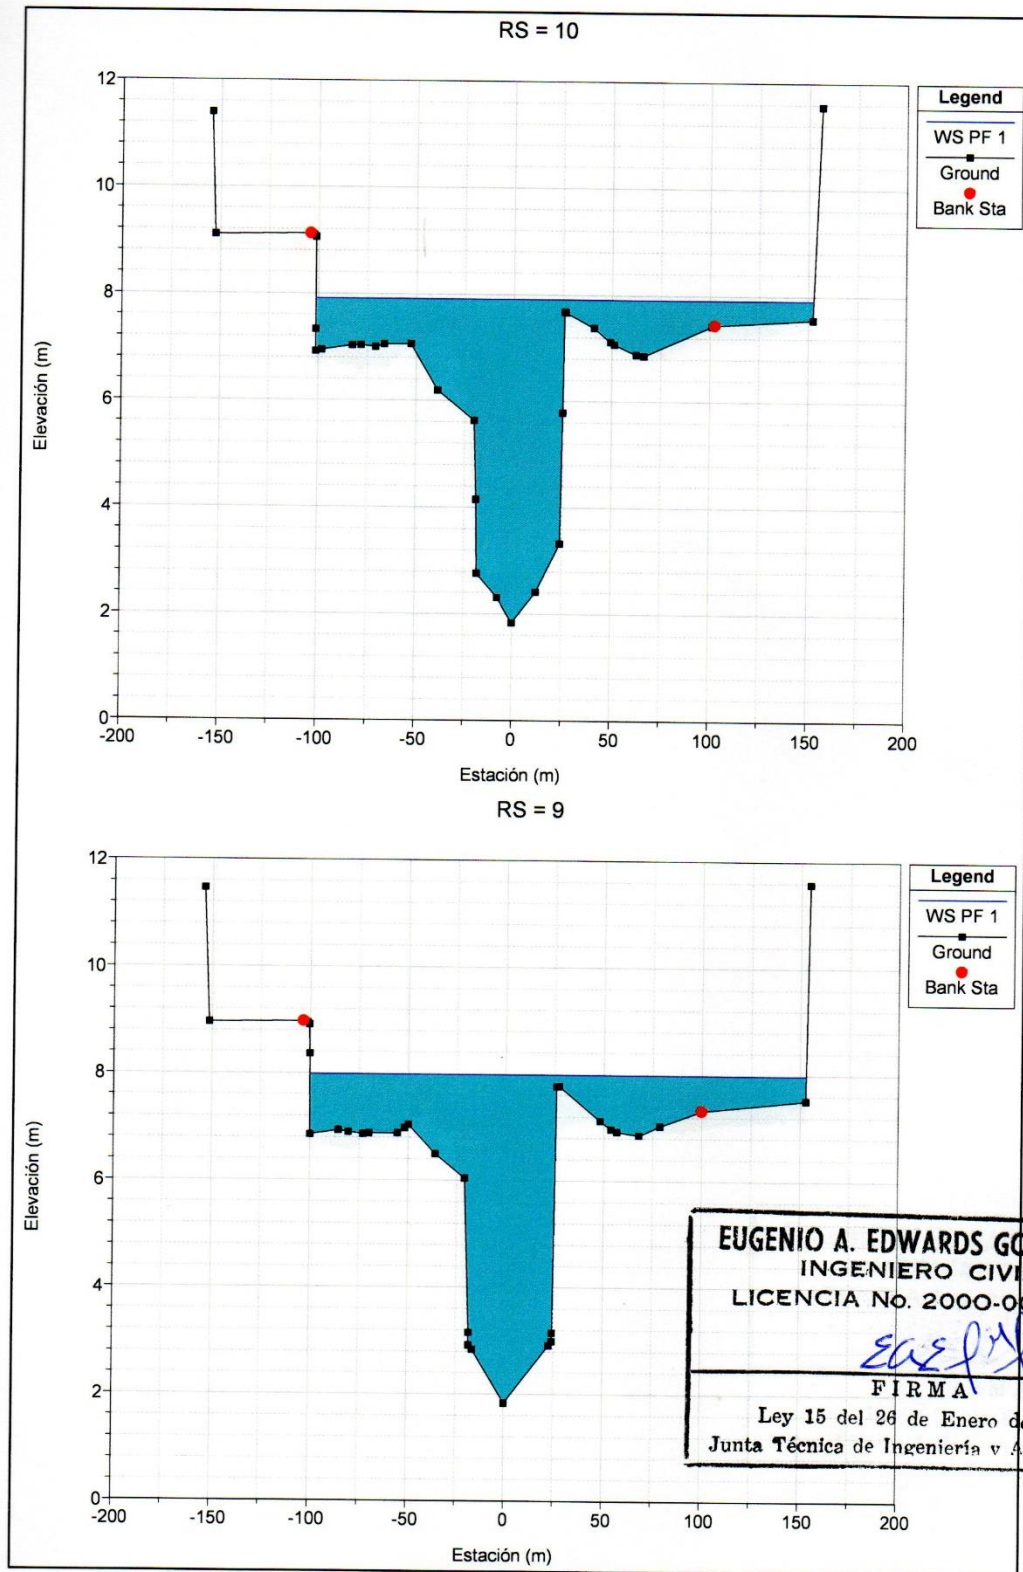 RS = 10
12
10
8
6
4
2
0
Elevación (m)
-200
-150
-100
-50
0
50
100
150
200
Estación (m)
Legend
WS PF 1
Ground
Bank Sta
RS = 9
12
10
8
6
4
2
0
Elevación (m)
-200
-150
-100
-50
0
50
100
150
200
Estación (m)
Legend
WS PF 1
Ground
Bank Sta
EUGENIO A. EDWARDS
INGENIERO
LICENCIA No.
FIRMA
Ley 15 del 26 de Enero
Junta Técnica de Ingeniería y